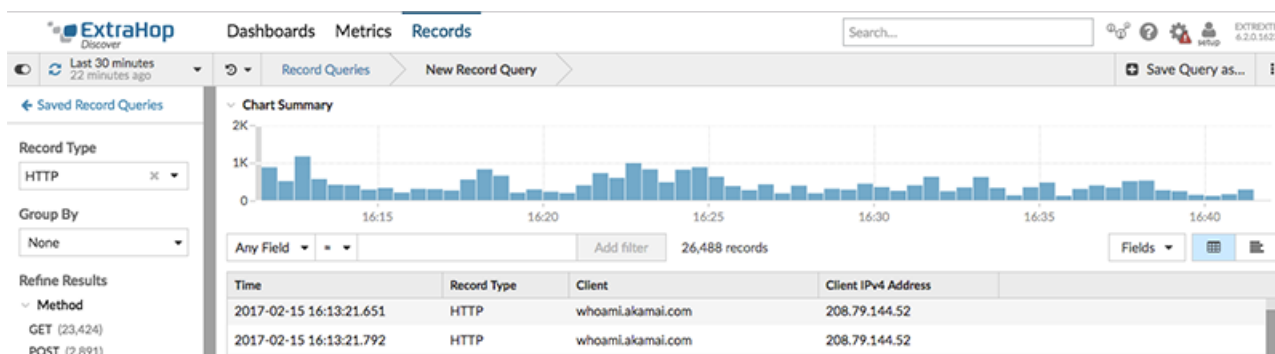 ExtraHop
Discover
Dashboards Metrics Records
Search...
setup
Last 30 minutes
22 minutes ago
Record Queries
New Record Query
Save Query as...
Saved Record Queries
Chart Summary
2K
1K
0
16:15 16:20 16:25 16:30 16:35 16:40
Record Type
HTTP
Group By
None
Any Field = Add filter 26,488 records Fields
Refine Results
Method
GET (23,424)
POST (2,891)
Time Record Type Client Client IPv4 Address
2017-02-15 16:13:21.651 HTTP whoami.akamai.com 208.79.144.52
2017-02-15 16:13:21.792 HTTP whoami.akamai.com 208.79.144.52